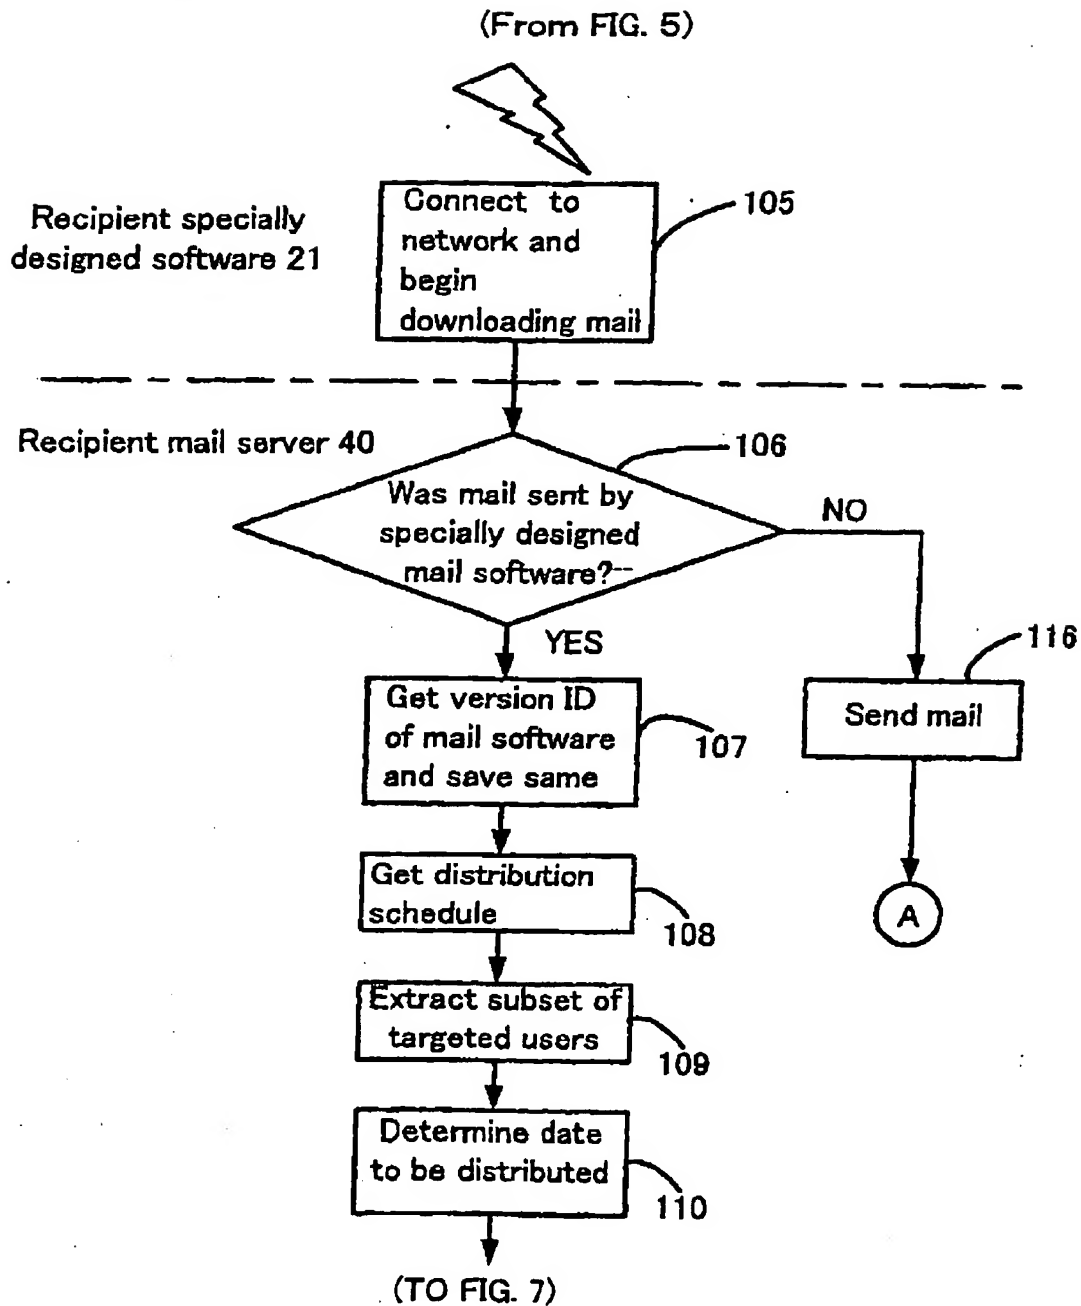 (From FIG. 5)
Recipient specially
designed software 21
Connect to
network and
begin
downloading mail
105
Recipient mail server 40
106
Was mail sent by
specially designed
mail software?--
NO
YES
116
Send mail
Get version ID
of mail software
and save same
107
A
Get distribution
schedule
108
Extract subset of
targeted users
109
Determine date
to be distributed
110
(TO FIG. 7)